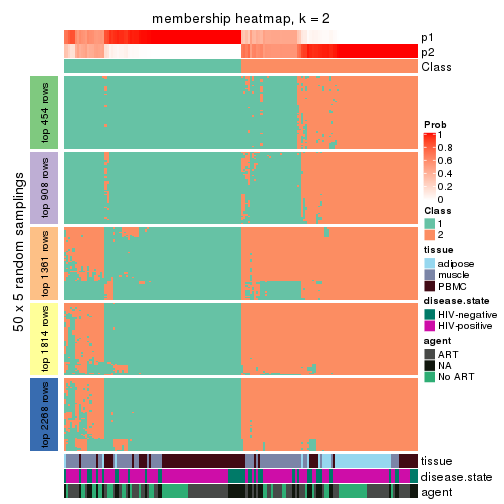 membership heatmap, k = 2
p1
p2
Class
50 x 5 random samplings
top 454 rows
top 908 rows
top 1361 rows
top 1814 rows
top 2268 rows
Prob
1
0.8
0.6
0.4
0.2
0
Class
1
2
tissue
adipose
muscle
PBMC
disease.state
HIV-negative
HIV-positive
agent
ART
NA
No ART
tissue
disease.state
agent